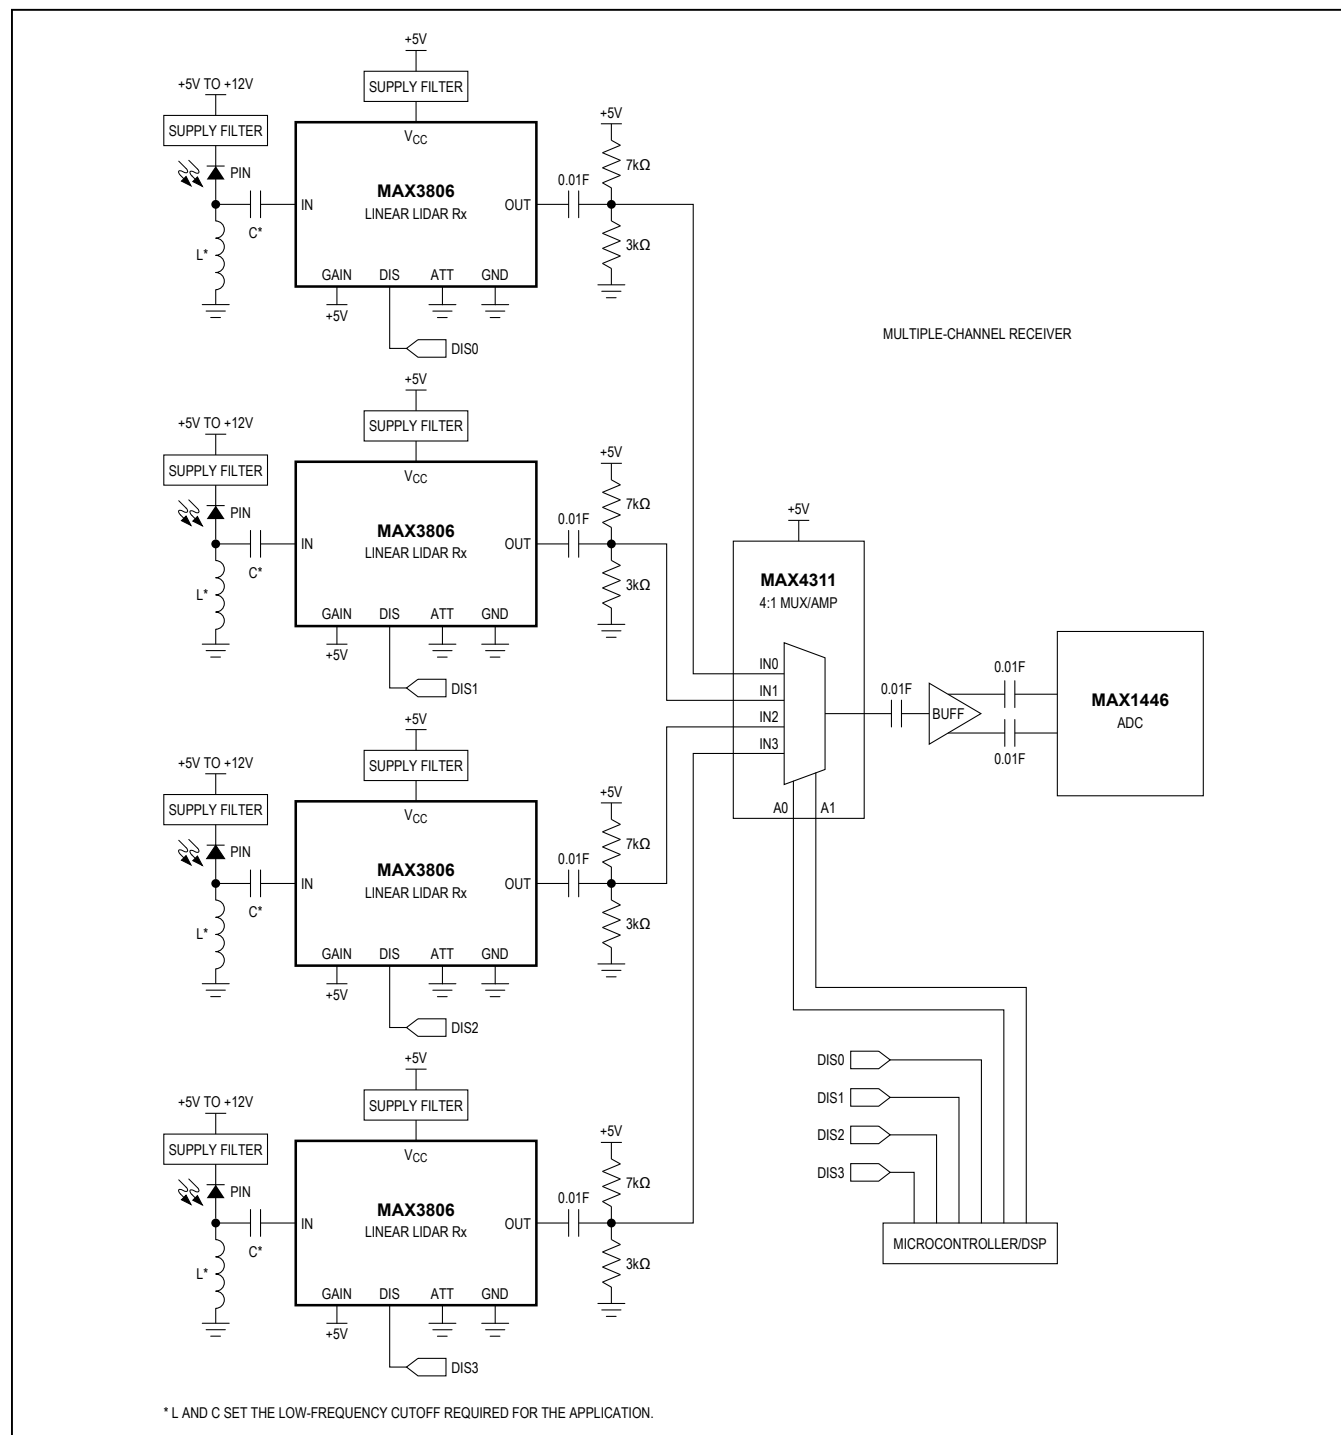 +5V
SUPPLY FILTER
+5V TO +12V
SUPPLY FILTER
PIN
L*
C*
VCC
MAX3806
LINEAR LIDAR Rx
IN
OUT
GAIN
DIS
ATT
GND
+5V
DIS0
0.01F
+5V
7kΩ
3kΩ
MULTIPLE-CHANNEL RECEIVER
+5V
SUPPLY FILTER
+5V TO +12V
SUPPLY FILTER
PIN
L*
C*
VCC
MAX3806
LINEAR LIDAR Rx
IN
OUT
GAIN
DIS
ATT
GND
+5V
DIS1
0.01F
+5V
7kΩ
3kΩ
+5V
MAX4311
4:1 MUX/AMP
IN0
IN1
IN2
IN3
A0
A1
0.01F
BUFF
0.01F
0.01F
MAX1446
ADC
+5V
SUPPLY FILTER
+5V TO +12V
SUPPLY FILTER
PIN
L*
C*
VCC
MAX3806
LINEAR LIDAR Rx
IN
OUT
GAIN
DIS
ATT
GND
+5V
DIS2
0.01F
+5V
7kΩ
3kΩ
+5V
SUPPLY FILTER
+5V TO +12V
SUPPLY FILTER
PIN
L*
C*
VCC
MAX3806
LINEAR LIDAR Rx
IN
OUT
GAIN
DIS
ATT
GND
+5V
DIS3
0.01F
+5V
7kΩ
3kΩ
DIS0
DIS1
DIS2
DIS3
MICROCONTROLLER/DSP
* L AND C SET THE LOW-FREQUENCY CUTOFF REQUIRED FOR THE APPLICATION.